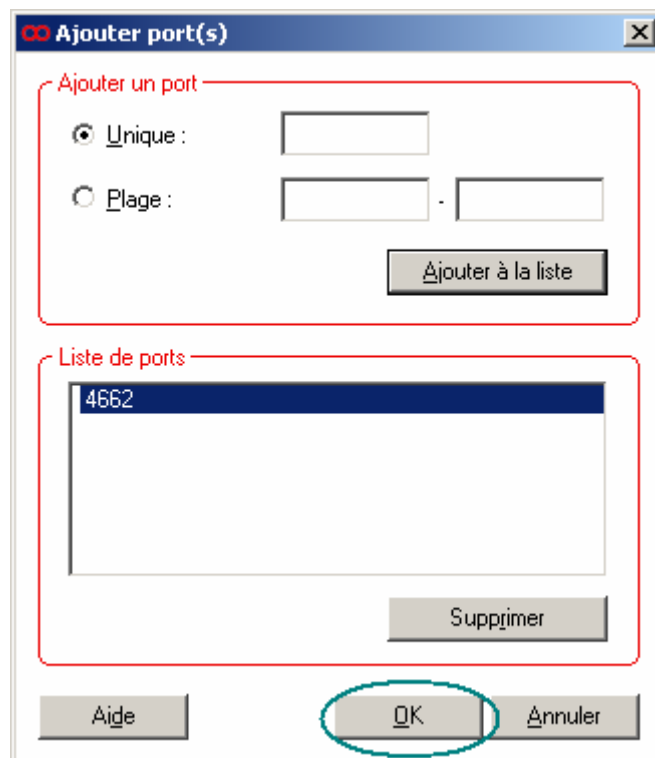 Ajouter port(s)
Ajouter un port
Unique :
Plage : -
Ajouter à la liste
Liste de ports
4662
Supprimer
Aide OK Annuler